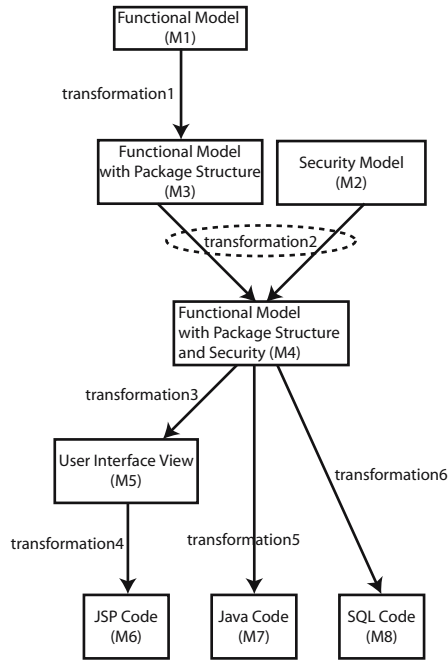 Functional Model
(M1)
transformation1
Functional Model
with Package Structure
(M3)
Security Model
(M2)
transformation2
Functional Model
with Package Structure
and Security (M4)
transformation3
User Interface View
(M5)
transformation6
transformation4
transformation5
JSP Code
(M6)
Java Code
(M7)
SQL Code
(M8)